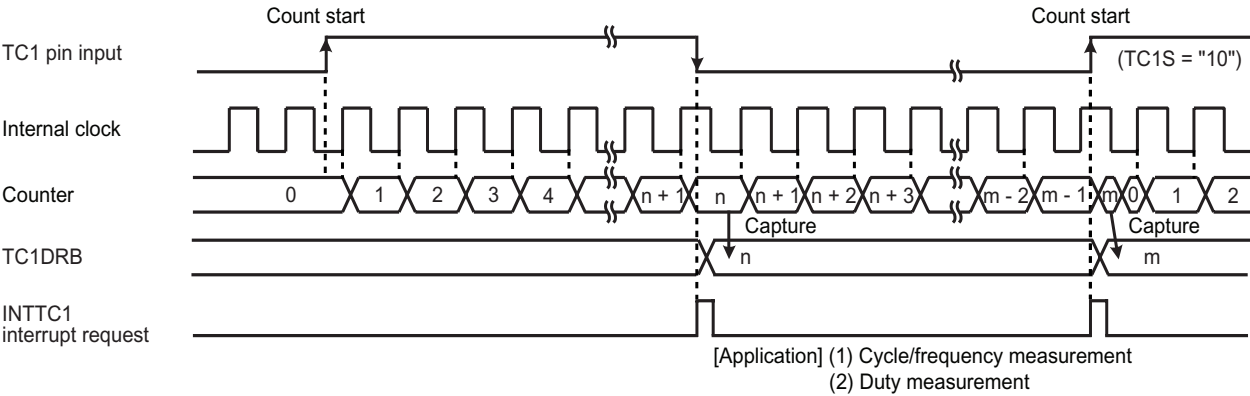 Count start Count start
TC1 pin input
(TC1S = "10")
Internal clock
Counter 0 1 2 3 4 n + 1 n n + 1 n + 2 n + 3 m - 2 m - 1 m 0 1 2
Capture Capture
TC1DRB n m
INTTC1
interrupt request
[Application] (1) Cycle/frequency measurement
(2) Duty measurement